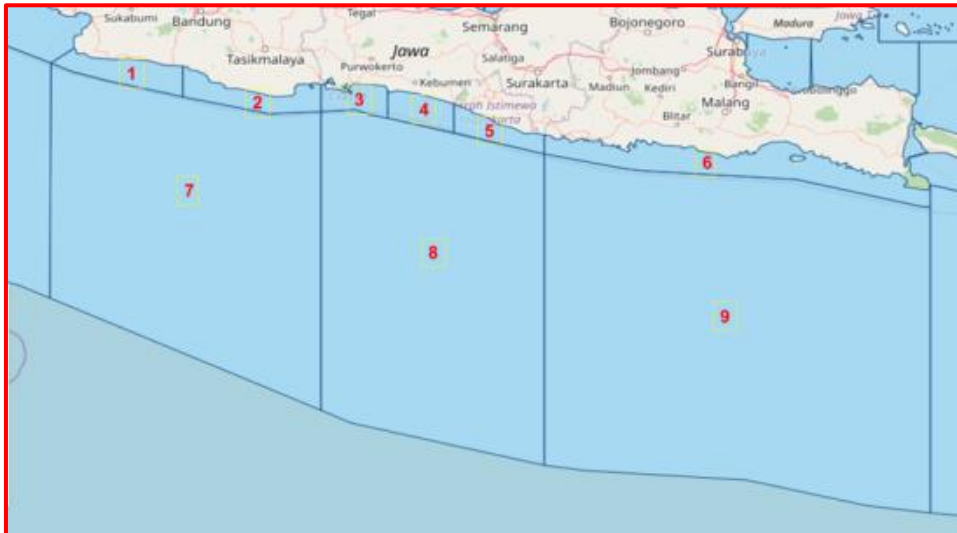 Tegal
Sukabumi
Bandung
Semarang
Bojonegoro
Madura
Jawa
Tasikmalaya
Purwokerto
Salatiga
Surakarta
Kebumen
Jombang
Madiun
Kediri
Bangil
Malang
Blitar
1
2
3
4
5
6
7
8
9